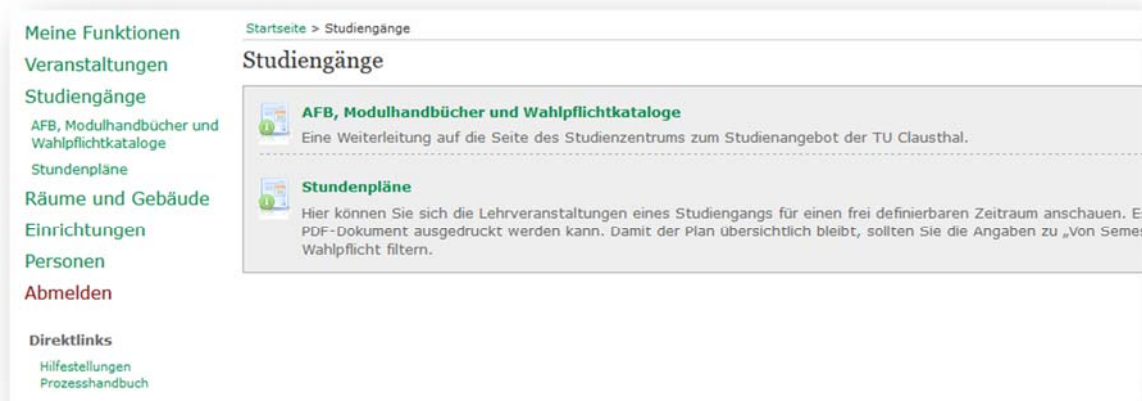 Meine Funktionen
Veranstaltungen
Studiengänge
AFB, Modulhandbücher und
Wahlpflichtkataloge
Stundenpläne
Räume und Gebäude
Einrichtungen
Personen
Abmelden
Direktlinks
Hilfestellungen
Prozesshandbuch
Startseite > Studiengänge
Studiengänge
AFB, Modulhandbücher und Wahlpflichtkataloge
Eine Weiterleitung auf die Seite des Studienzentrums zum Studienangebot der TU Clausthal.
Stundenpläne
Hier können Sie sich die Lehrveranstaltungen eines Studiengangs für einen frei definierbaren Zeitraum anschauen.
PDF-Dokument ausgedruckt werden kann. Damit der Plan übersichtlich bleibt, sollten Sie die Angaben zu „Von
Wahlpflicht filtern.